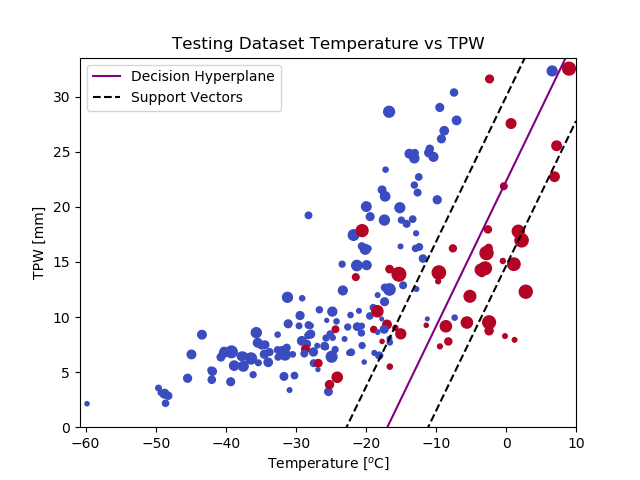 Testing Dataset Temperature vs TPW
Decision Hyperplane
Support Vectors
30
25
20
15
10
5
0
TPW [mm]
−60 −50 −40 −30 −20 −10 0 10
Temperature [°C]